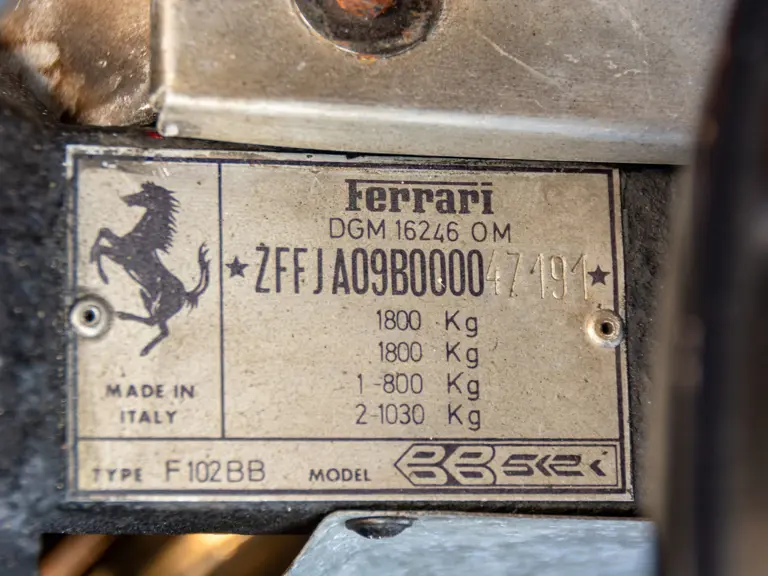 Ferrari
DGM 16246 OM
★ZFFJA09B000047191★
1800 Kg
1800 Kg
1-800 Kg
2-1030 Kg
MADE IN
ITALY
TYPE F102BB MODEL BB 512i